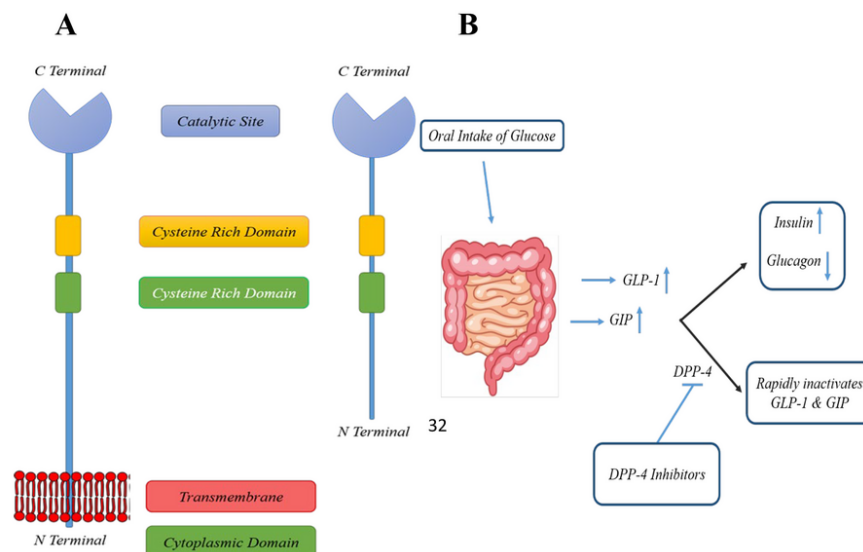 A
C Terminal
Catalytic Site
Cysteine Rich Domain
Cysteine Rich Domain
Transmembrane
N Terminal
Cytoplasmic Domain
C Terminal
N Terminal
32
B
Oral Intake of Glucose
GLP-1
GIP
Insulin
Glucagon
DPP-4
Rapidly inactivates
GLP-1 & GIP
DPP-4 Inhibitors